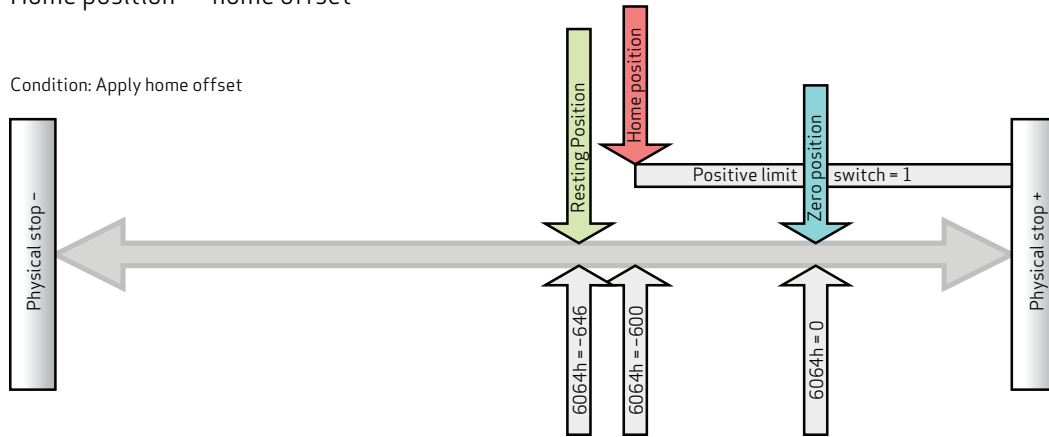 Condition: Apply home offset
Physical stop –
Resting Position
Home position
Positive limit switch = 1
Zero position
Physical stop +
6064h = –646
6064h = –600
6064h = 0